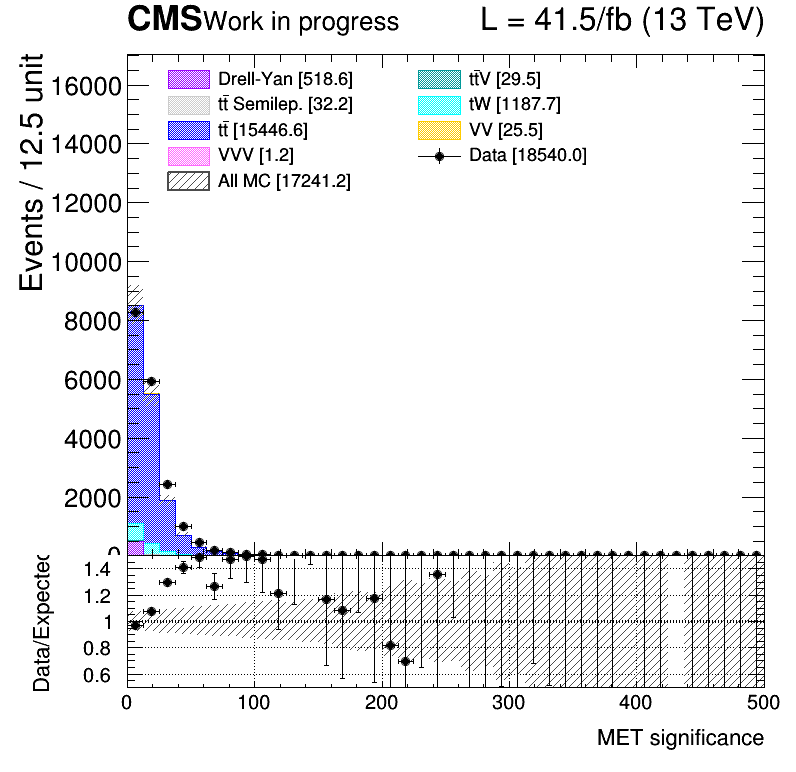 CMS Work in progress L = 41.5/fb (13 TeV)
Events / 12.5 unit
16000
14000
12000
10000
8000
6000
4000
2000
0
Drell-Yan [518.6]
tt̄ Semilep. [32.2]
tt̄ [15446.6]
VVV [1.2]
All MC [17241.2]
tt̄V [29.5]
tW [1187.7]
VV [25.5]
Data [18540.0]
Data/Expected
1.4
1.2
1
0.8
0.6
0 100 200 300 400 500
MET significance